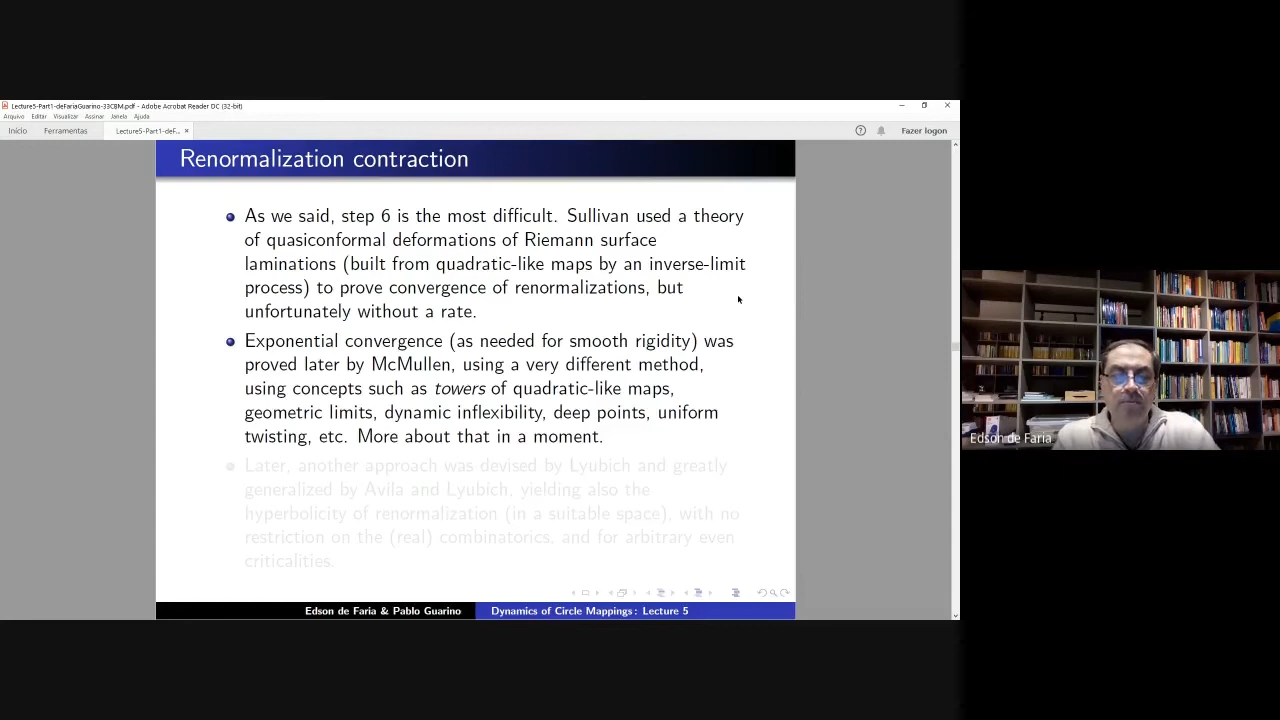 Lecture5-Part1-deFariaGuarino-33CBM.pdf - Adobe Acrobat Reader DC (32-bit)
Arquivo Editar Visualizar Assinar Janela Ajuda
Início Ferramentas Lecture5-Part1-deF... × Fazer logon
Renormalization contraction
As we said, step 6 is the most difficult. Sullivan used a theory
of quasiconformal deformations of Riemann surface
laminations (built from quadratic-like maps by an inverse-limit
process) to prove convergence of renormalizations, but
unfortunately without a rate.
Exponential convergence (as needed for smooth rigidity) was
proved later by McMullen, using a very different method,
using concepts such as towers of quadratic-like maps,
geometric limits, dynamic inflexibility, deep points, uniform
twisting, etc. More about that in a moment.
Later, another approach was devised by Lyubich and greatly
generalized by Avila and Lyubich, yielding also the
hyperbolicity of renormalization (in a suitable space), with no
restriction on the (real) combinatorics, and for arbitrary even
criticalities.
Edson de Faria & Pablo Guarino Dynamics of Circle Mappings: Lecture 5
Edson de Faria